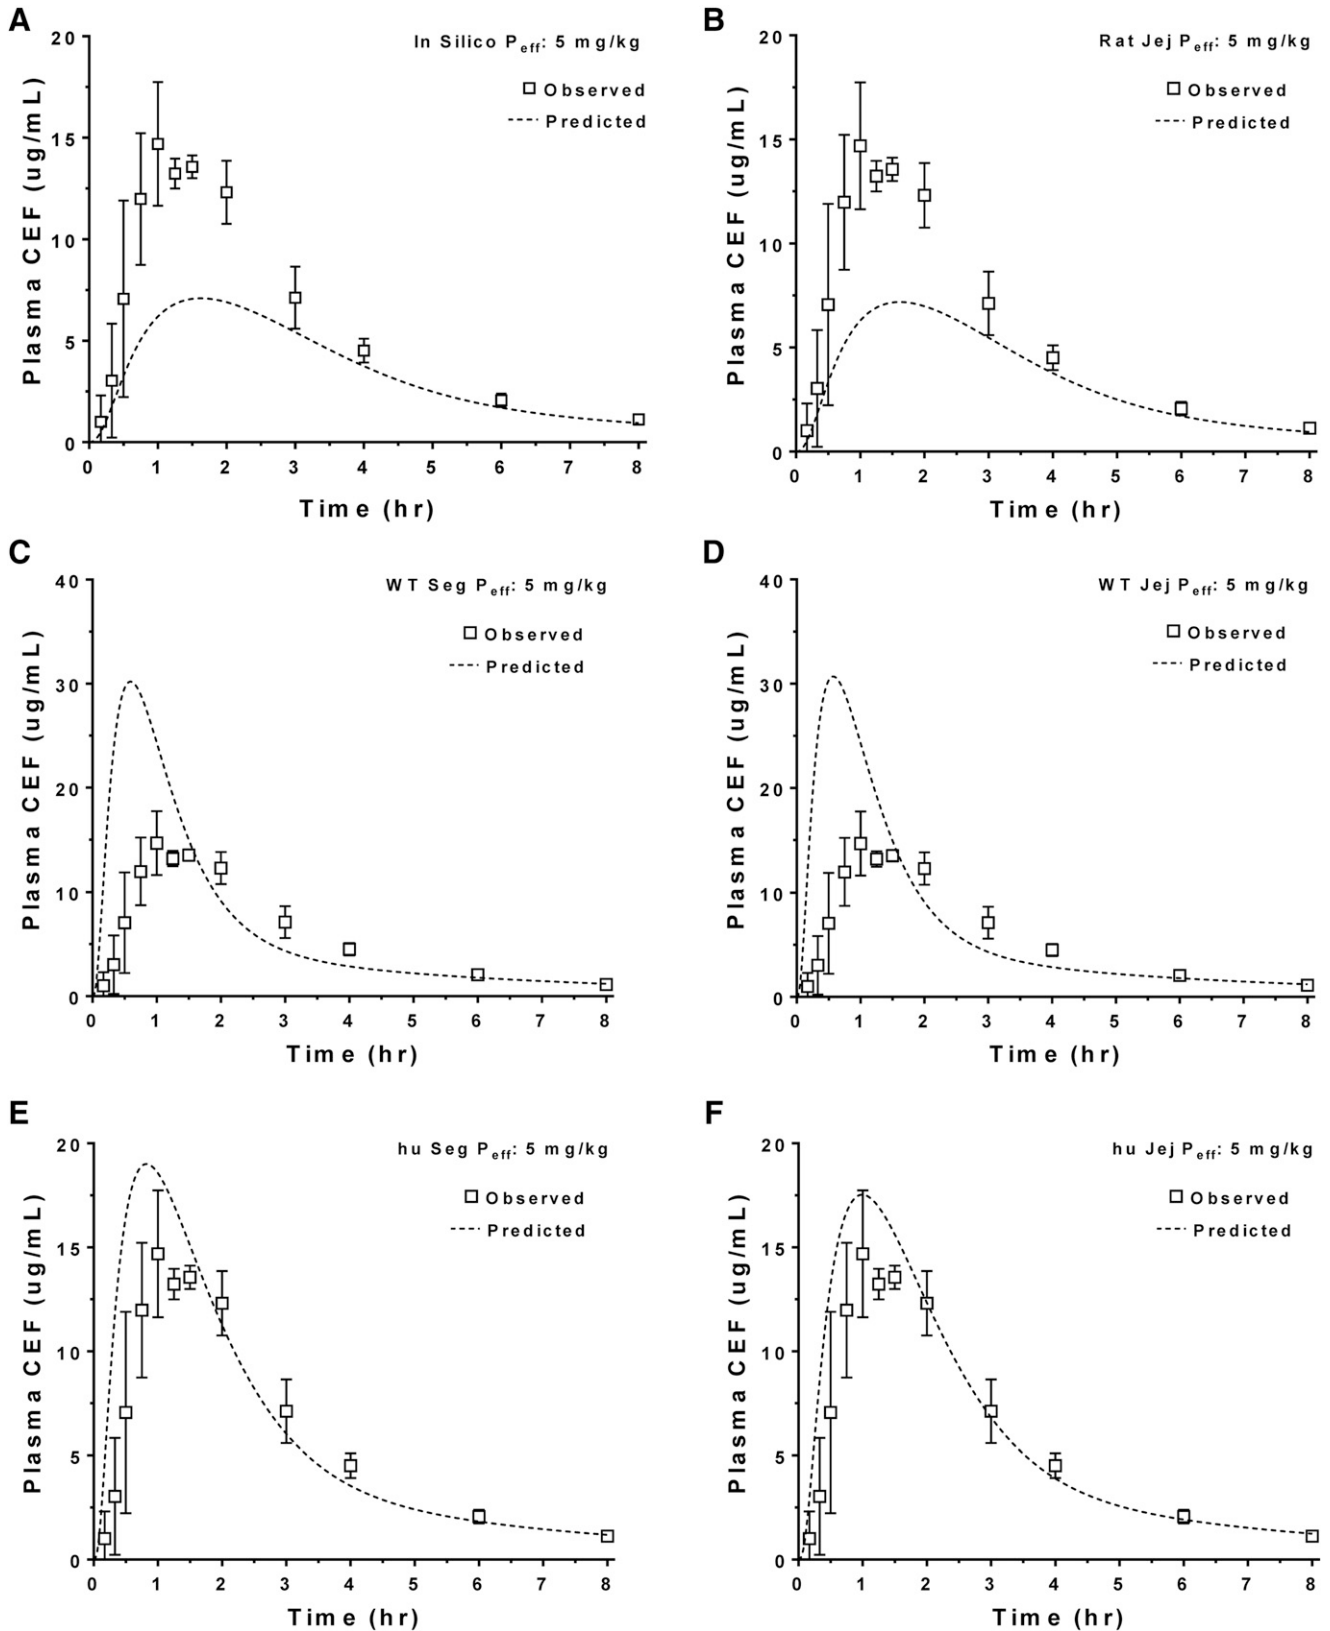 A
In Silico Peff: 5 mg/kg
Observed
Predicted
Plasma CEF (ug/mL)
20
15
10
5
0
0 1 2 3 4 5 6 7 8
Time (hr)
B
Rat Jej Peff: 5 mg/kg
Observed
Predicted
Plasma CEF (ug/mL)
20
15
10
5
0
0 1 2 3 4 5 6 7 8
Time (hr)
C
WT Seg Peff: 5 mg/kg
Observed
Predicted
Plasma CEF (ug/mL)
40
30
20
10
0
0 1 2 3 4 5 6 7 8
Time (hr)
D
WT Jej Peff: 5 mg/kg
Observed
Predicted
Plasma CEF (ug/mL)
40
30
20
10
0
0 1 2 3 4 5 6 7 8
Time (hr)
E
hu Seg Peff: 5 mg/kg
Observed
Predicted
Plasma CEF (ug/mL)
20
15
10
5
0
0 1 2 3 4 5 6 7 8
Time (hr)
F
hu Jej Peff: 5 mg/kg
Observed
Predicted
Plasma CEF (ug/mL)
20
15
10
5
0
0 1 2 3 4 5 6 7 8
Time (hr)